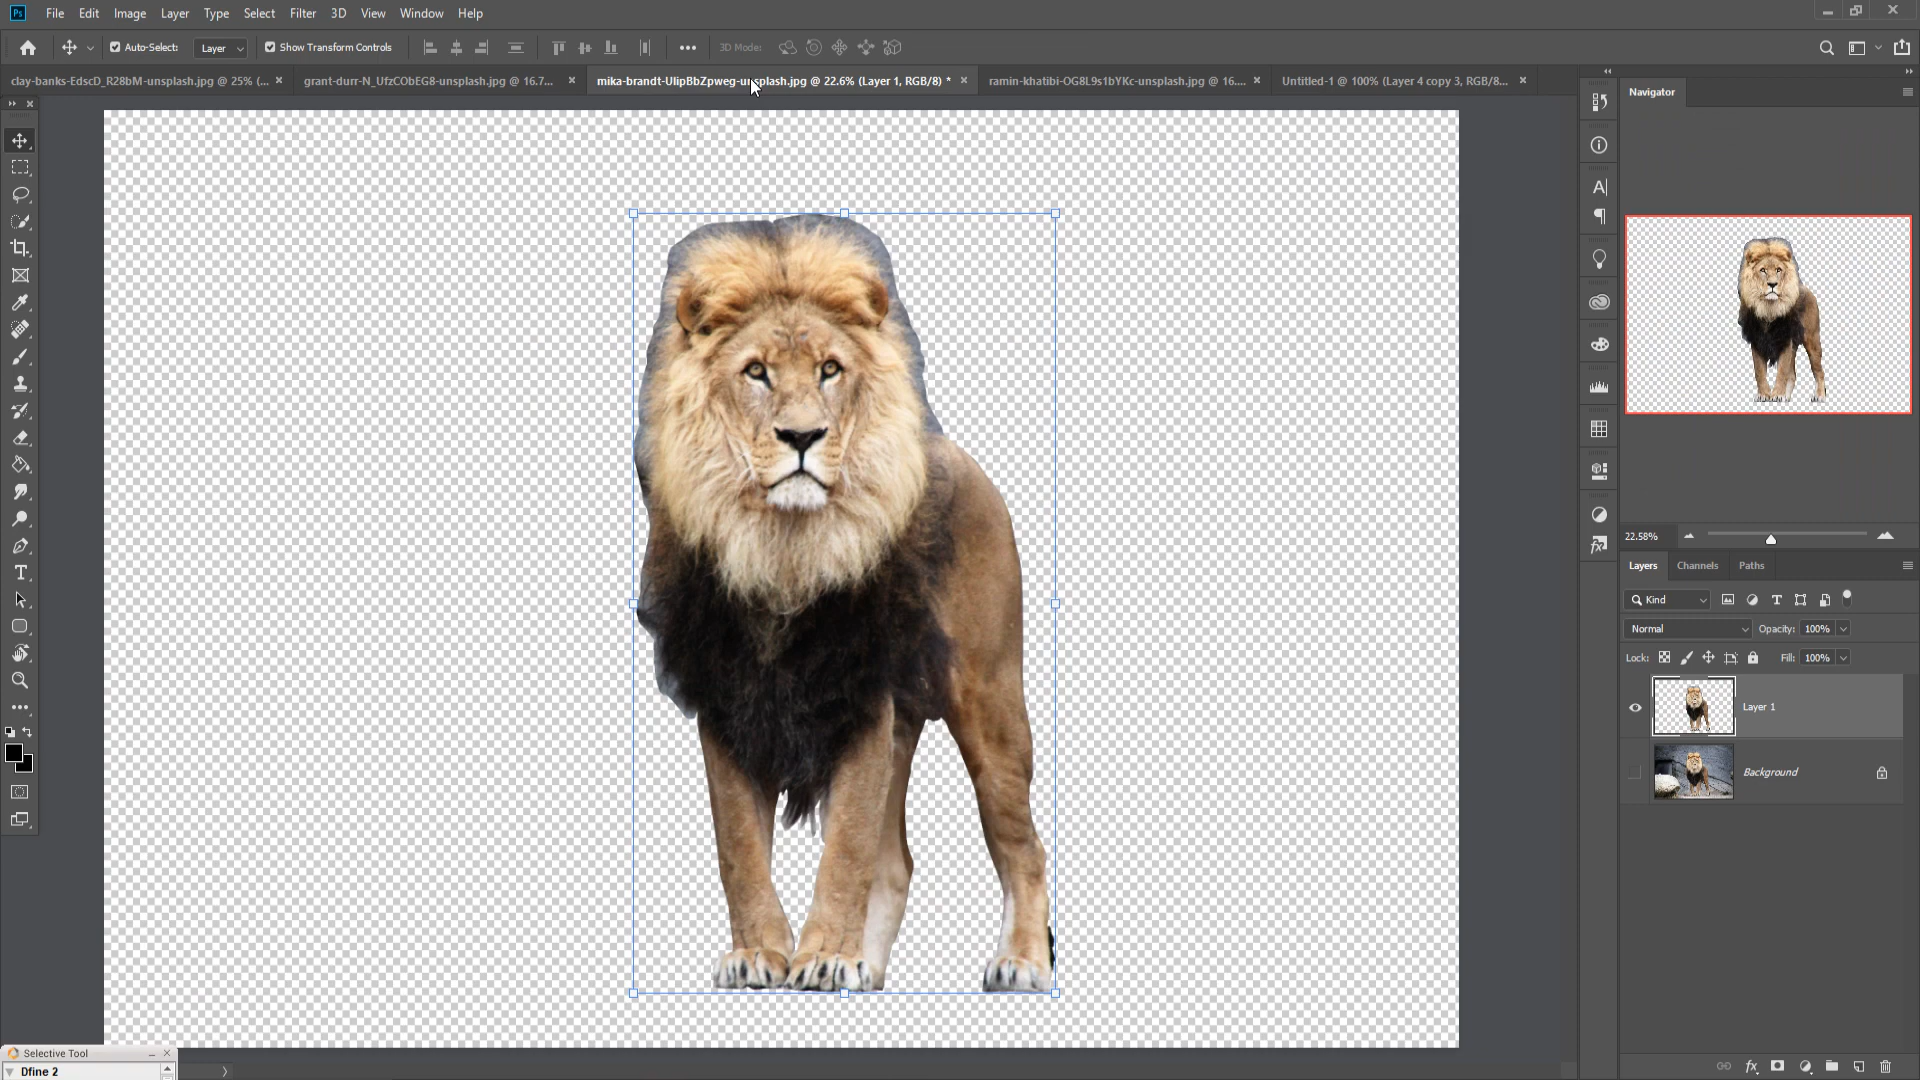 Ps File Edit Image Layer Type Select Filter 3D View Window Help
Auto-Select: Layer Show Transform Controls 3D Mode:
clay-banks-EdscD_R28bM-unsplash.jpg @ 25% (... grant-durr-N_UfzCObEG8-unsplash.jpg @ 16.7... mika-brandt-UlipBbZpweg-unsplash.jpg @ 22.6% (Layer 1, RGB/8) * ramin-khatibi-OG8L9s1bYKc-unsplash.jpg @ 16.... Untitled-1 @ 100% (Layer 4 copy 3, RGB/8...
Navigator
22.58%
Layers Channels Paths
Kind
Normal Opacity: 100%
Lock: Fill: 100%
Layer 1
Background
Selective Tool
Dfine 2